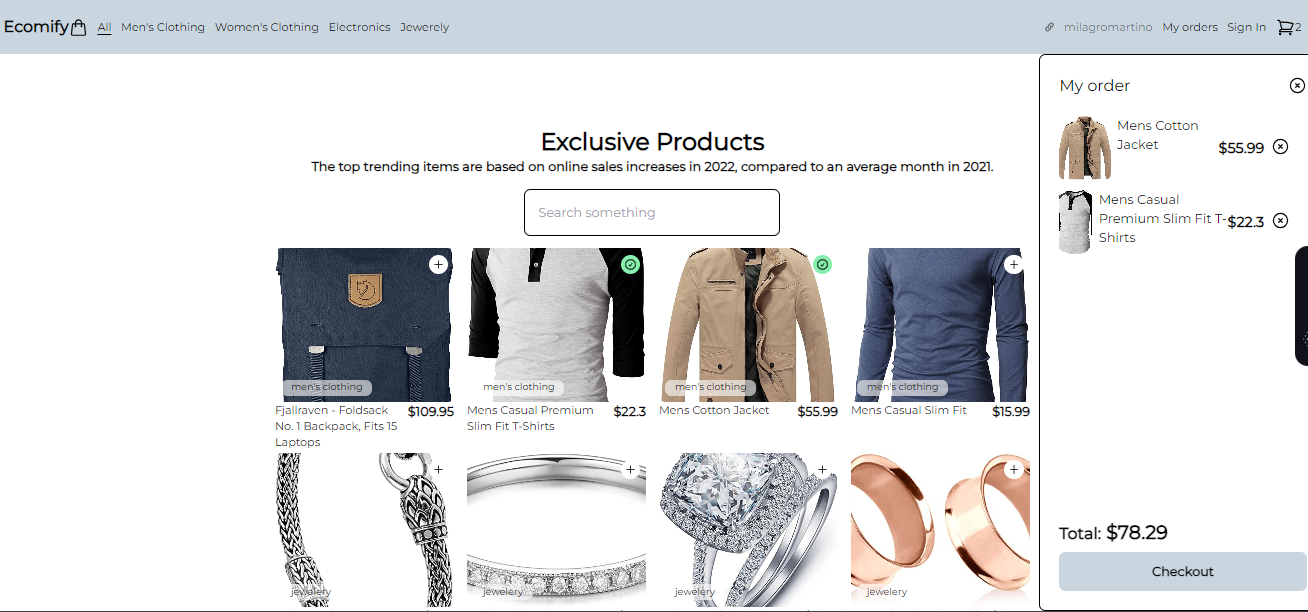 Ecomify All Men's Clothing Women's Clothing Electronics Jewerely milagromartino My orders Sign In 2
Exclusive Products
The top trending items are based on online sales increases in 2022, compared to an average month in 2021.
Search something
men's clothing men's clothing men's clothing men's clothing
Fjallraven - Foldsack $109.95
No. 1 Backpack, Fits 15
Laptops
Mens Casual Premium $22.3
Slim Fit T-Shirts
Mens Cotton Jacket $55.99
Mens Casual Slim Fit $15.99
jewelery jewelery jewelery jewelery
My order
Mens Cotton
Jacket $55.99
Mens Casual
Premium Slim Fit T- $22.3
Shirts
Total: $78.29
Checkout